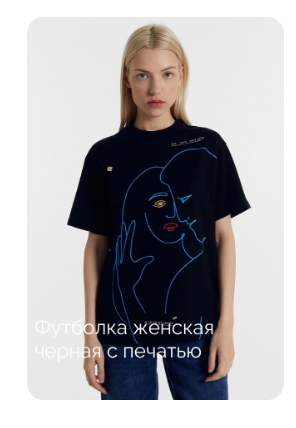 Футболка женская
черная с печатью